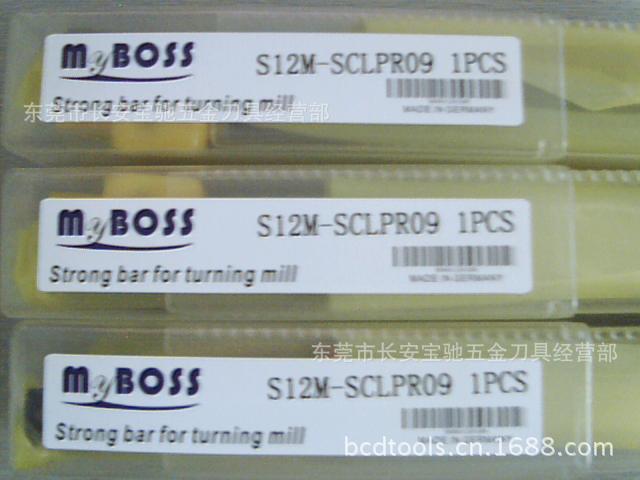 MyBOSS
S12M-SCLPR09 1PCS
Strong bar for turning mill
MADE IN GERMANY
东莞市长安宝驰五金刀具经营部
MyBOSS
S12M-SCLPR09 1PCS
Strong bar for turning mill
MADE IN GERMANY
东莞市长安宝驰五金刀具经营部
MyBOSS
S12M-SCLPR09 1PCS
Strong bar for turning mill
MADE IN GERMANY
bcdtools.cn.1688.com